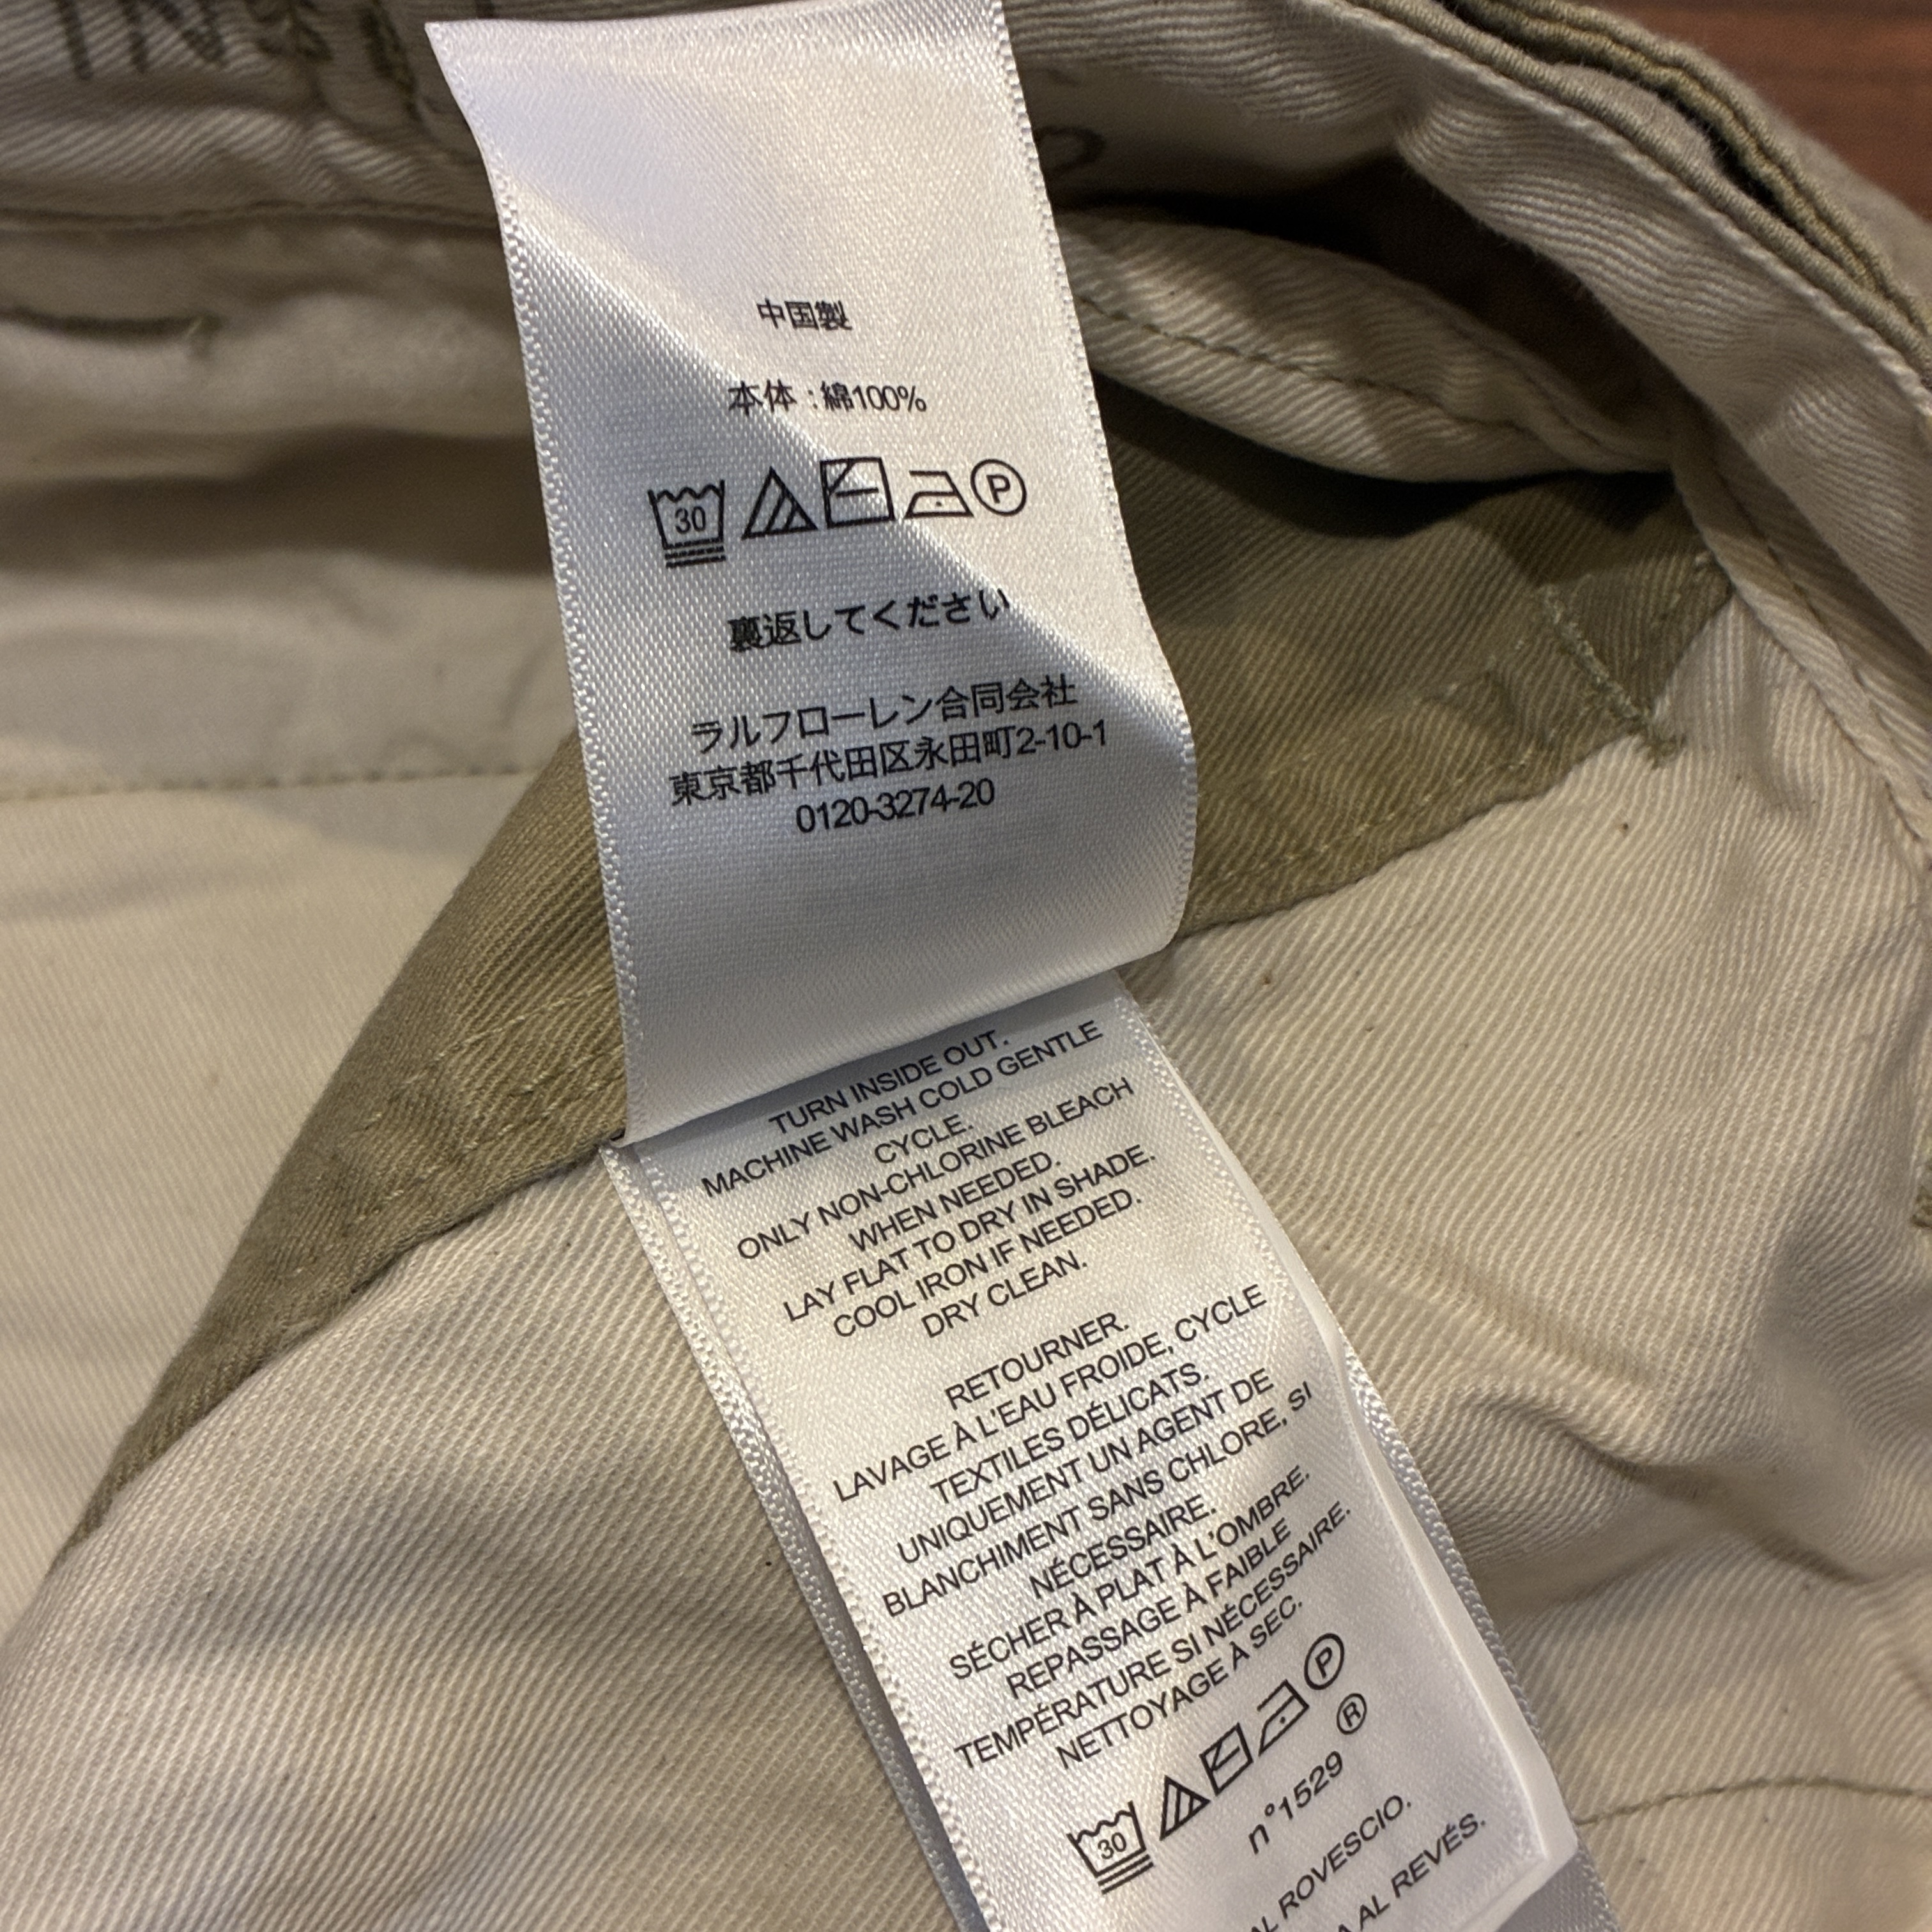 中国製
本体:綿100%
30 P
裏返してください
ラルフローレン合同会社
東京都千代田区永田町2-10-1
0120-3274-20
TURN INSIDE OUT.
MACHINE WASH COLD GENTLE
CYCLE.
ONLY NON-CHLORINE BLEACH
WHEN NEEDED.
LAY FLAT TO DRY IN SHADE.
COOL IRON IF NEEDED.
DRY CLEAN.
RETOURNER.
LAVAGE À L'EAU FROIDE, CYCLE
TEXTILES DÉLICATS.
UNIQUEMENT UN AGENT DE
BLANCHIMENT SANS CHLORE, SI
NÉCESSAIRE.
SÉCHER À PLAT À L'OMBRE.
REPASSAGE À FAIBLE
TEMPÉRATURE SI NÉCESSAIRE.
NETTOYAGE À SEC.
30 P
®
n°1529
AL ROVESCIO.
AL REVÉS.